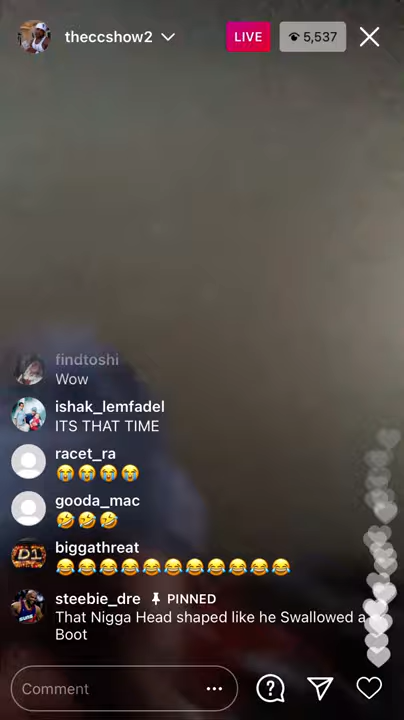 theccshow2
LIVE
5,537
findtoshi
Wow
ishak_lemfadel
ITS THAT TIME
racet_ra
😭😭😭😭
gooda_mac
🤣🤣🤣
biggathreat
😂😂😂😂😂😂😂😂😂😂😂
steebie_dre PINNED
That Nigga Head shaped like he Swallowed a
Boot
Comment